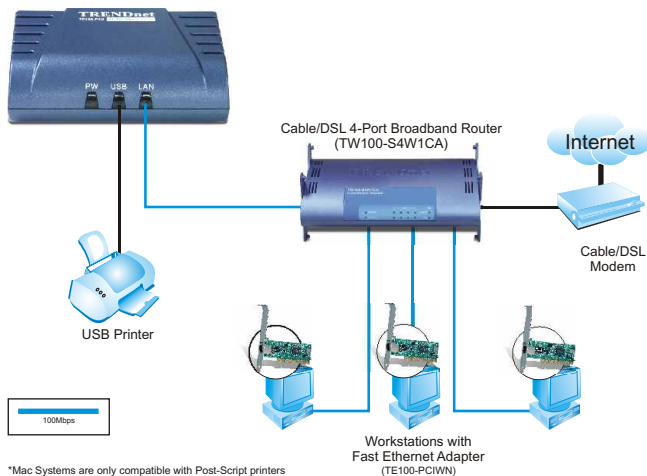 TRENDnet
PW USB LAN
Cable/DSL 4-Port Broadband Router
(TW100-S4W1CA)
Internet
Cable/DSL
Modem
USB Printer
100Mbps
Workstations with
Fast Ethernet Adapter
(TE100-PCIWN)
*Mac Systems are only compatible with Post-Script printers